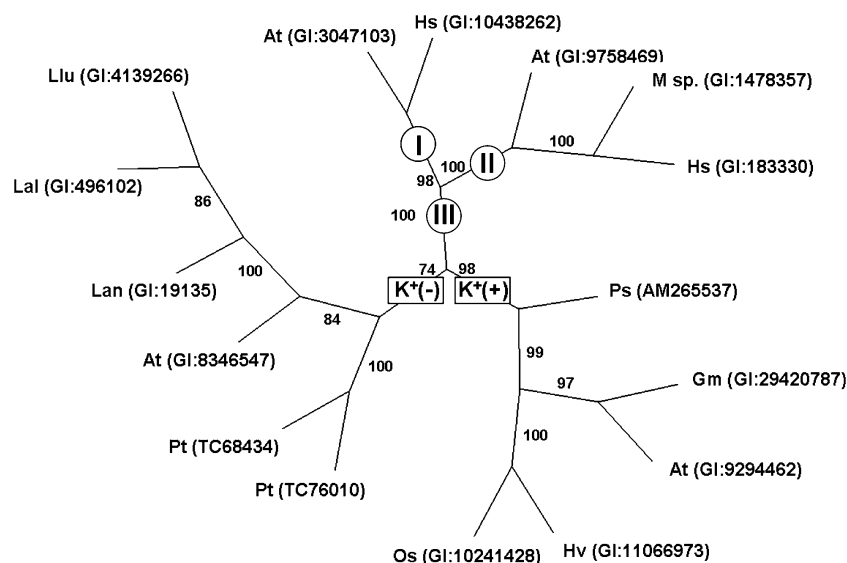 Hs (GI:10438262)
At (GI:3047103)
At (GI:9758469)
Llu (GI:4139266)
M sp. (GI:1478357)
I
100
100
II
Hs (GI:183330)
98
Lal (GI:496102)
86
100
III
100
74
98
Lan (GI:19135)
K+(-)
K+(+)
Ps (AM265537)
84
At (GI:8346547)
99
100
97
Gm (GI:29420787)
100
Pt (TC68434)
At (GI:9294462)
Pt (TC76010)
Os (GI:10241428)
Hv (GI:11066973)